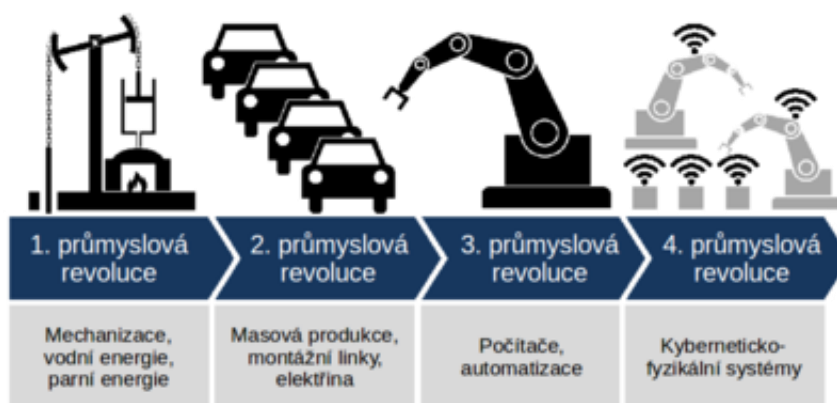 1. průmyslová
revoluce
2. průmyslová
revoluce
3. průmyslová
revoluce
4. průmyslová
revoluce
Mechanizace,
vodní energie,
parní energie
Masová produkce,
montážní linky,
elektřina
Počítače,
automatizace
Kyberneticko-
fyzikální systémy